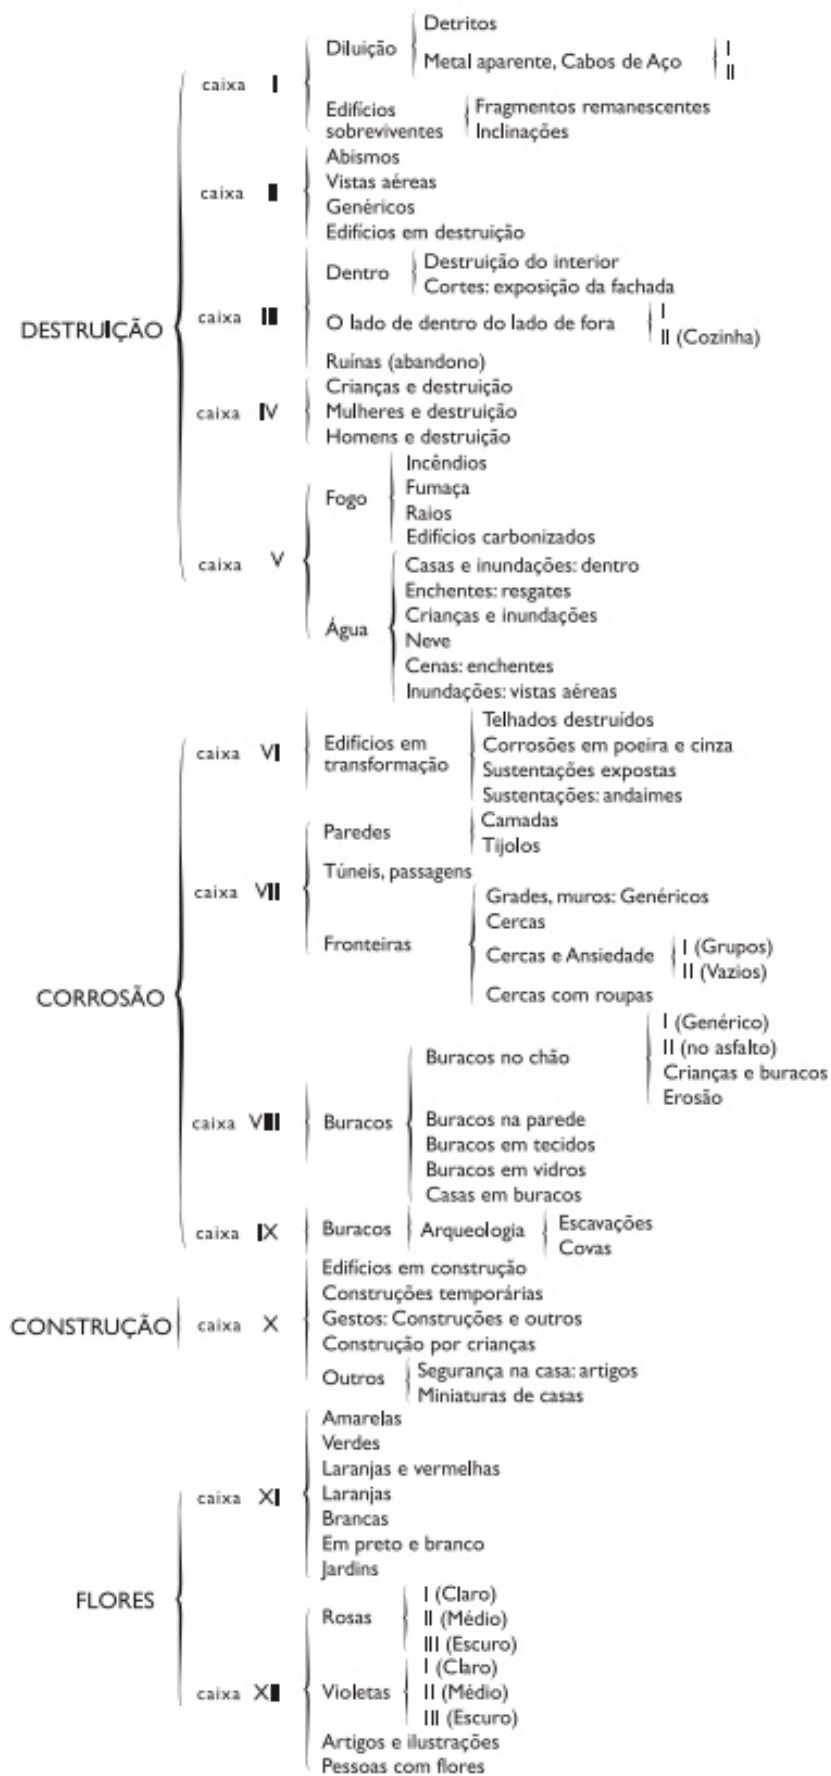 DESTRUIÇÃO
caixa I
Diluição
Detritos
Metal aparente, Cabos de Aço
I
II
Edifícios
sobreviventes
Fragmentos remanescentes
Inclinações
caixa II
Abismos
Vistas aéreas
Genéricos
Edifícios em destruição
caixa III
Dentro
Destruição do interior
Cortes: exposição da fachada
O lado de dentro do lado de fora
I
II (Cozinha)
Ruínas (abandono)
caixa IV
Crianças e destruição
Mulheres e destruição
Homens e destruição
caixa V
Fogo
Incêndios
Fumaça
Raios
Edifícios carbonizados
Água
Casas e inundações: dentro
Enchentes: resgates
Crianças e inundações
Neve
Cenas: enchentes
Inundações: vistas aéreas
CORROSÃO
caixa VI
Edifícios em
transformação
Telhados destruídos
Corrosões em poeira e cinza
Sustentações expostas
Sustentações: andaimes
caixa VII
Paredes
Camadas
Tijolos
Túneis, passagens
Fronteiras
Grades, muros: Genéricos
Cercas
Cercas e Ansiedade
I (Grupos)
II (Vazios)
Cercas com roupas
caixa VIII
Buracos
Buracos no chão
I (Genérico)
II (no asfalto)
Crianças e buracos
Erosão
Buracos na parede
Buracos em tecidos
Buracos em vidros
Casas em buracos
caixa IX
Buracos
Arqueologia
Escavações
Covas
CONSTRUÇÃO
caixa X
Edifícios em construção
Construções temporárias
Gestos: Construções e outros
Construção por crianças
Outros
Segurança na casa: artigos
Miniaturas de casas
FLORES
caixa XI
Amarelas
Verdes
Laranjas e vermelhas
Laranjas
Brancas
Em preto e branco
Jardins
caixa XII
Rosas
I (Claro)
II (Médio)
III (Escuro)
Violetas
I (Claro)
II (Médio)
III (Escuro)
Artigos e ilustrações
Pessoas com flores